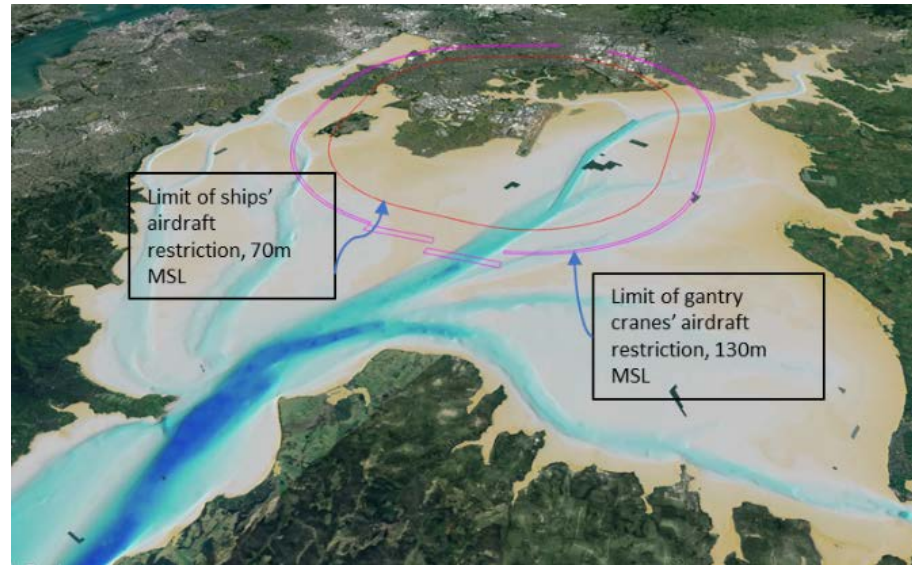 Limit of ships’
airdraft
restriction, 70m
MSL
Limit of gantry
cranes’ airdraft
restriction, 130m
MSL